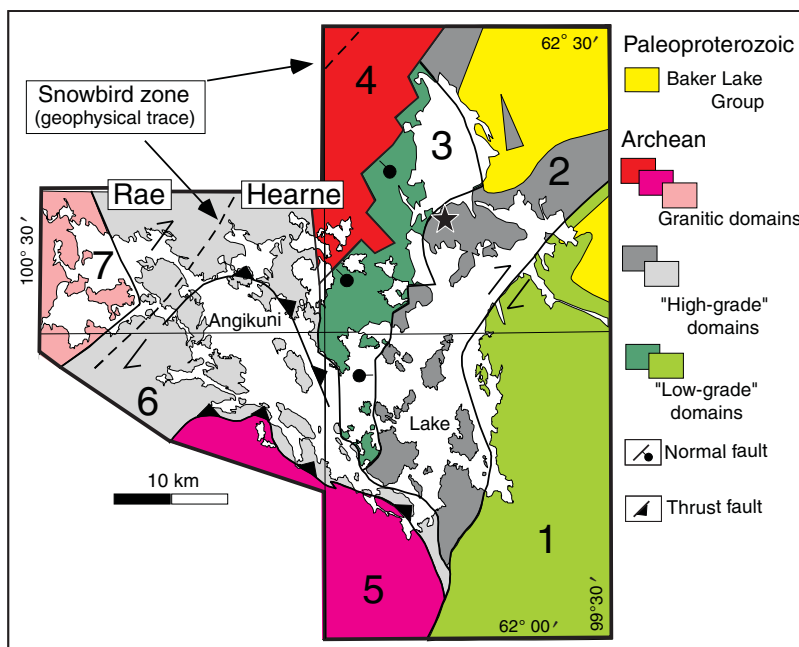 62° 30′
Paleoproterozoic
Baker Lake
Group
Snowbird zone
(geophysical trace)
4
3
Archean
2
Rae
Hearne
Granitic domains
100° 30′
7
Angikuni
"High-grade"
domains
6
Lake
"Low-grade"
domains
10 km
Normal fault
Thrust fault
1
5
62° 00′
99°30′